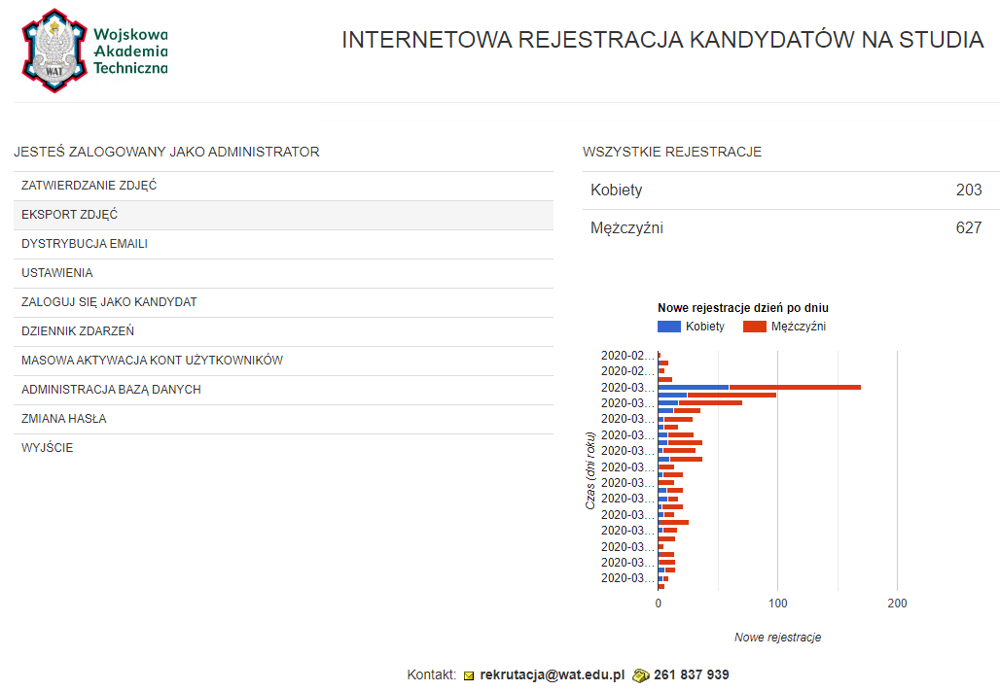 Wojskowa
Akademia
Techniczna
WAT
INTERNETOWA REJESTRACJA KANDYDATÓW NA STUDIA
JESTEŚ ZALOGOWANY JAKO ADMINISTRATOR
ZATWIERDZANIE ZDJĘĆ
EKSPORT ZDJĘĆ
DYSTRYBUCJA EMAILI
USTAWIENIA
ZALOGUJ SIĘ JAKO KANDYDAT
DZIENNIK ZDARZEŃ
MASOWA AKTYWACJA KONT UŻYTKOWNIKÓW
ADMINISTRACJA BAZĄ DANYCH
ZMIANA HASŁA
WYJŚCIE
WSZYSTKIE REJESTRACJE
Kobiety 203
Mężczyźni 627
Nowe rejestracje dzień po dniu
Kobiety Mężczyźni
Czas (dni roku)
2020-02...
2020-02...
2020-03...
2020-03...
2020-03...
2020-03...
2020-03...
2020-03...
2020-03...
2020-03...
2020-03...
2020-03...
2020-03...
2020-03...
2020-03...
0 100 200
Nowe rejestracje
Kontakt: rekrutacja@wat.edu.pl 261 837 939